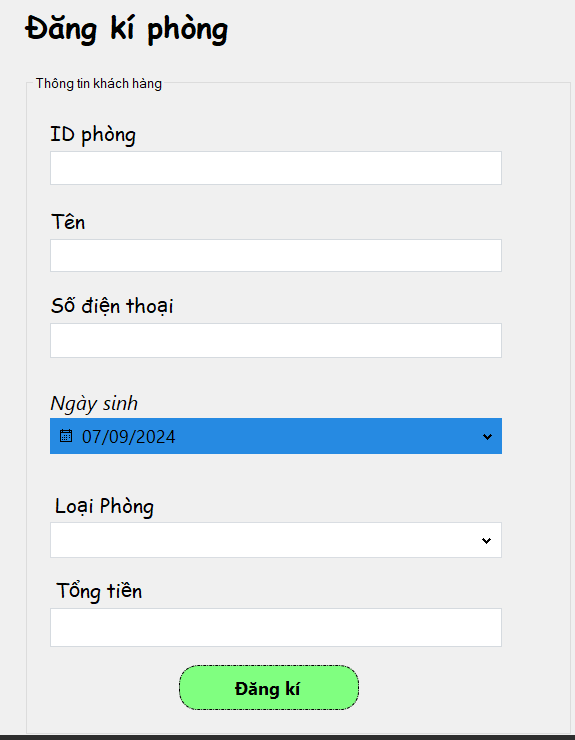 Đăng kí phòng
Thông tin khách hàng
ID phòng
Tên
Số điện thoại
Ngày sinh
07/09/2024
Loại Phòng
Tổng tiền
Đăng kí